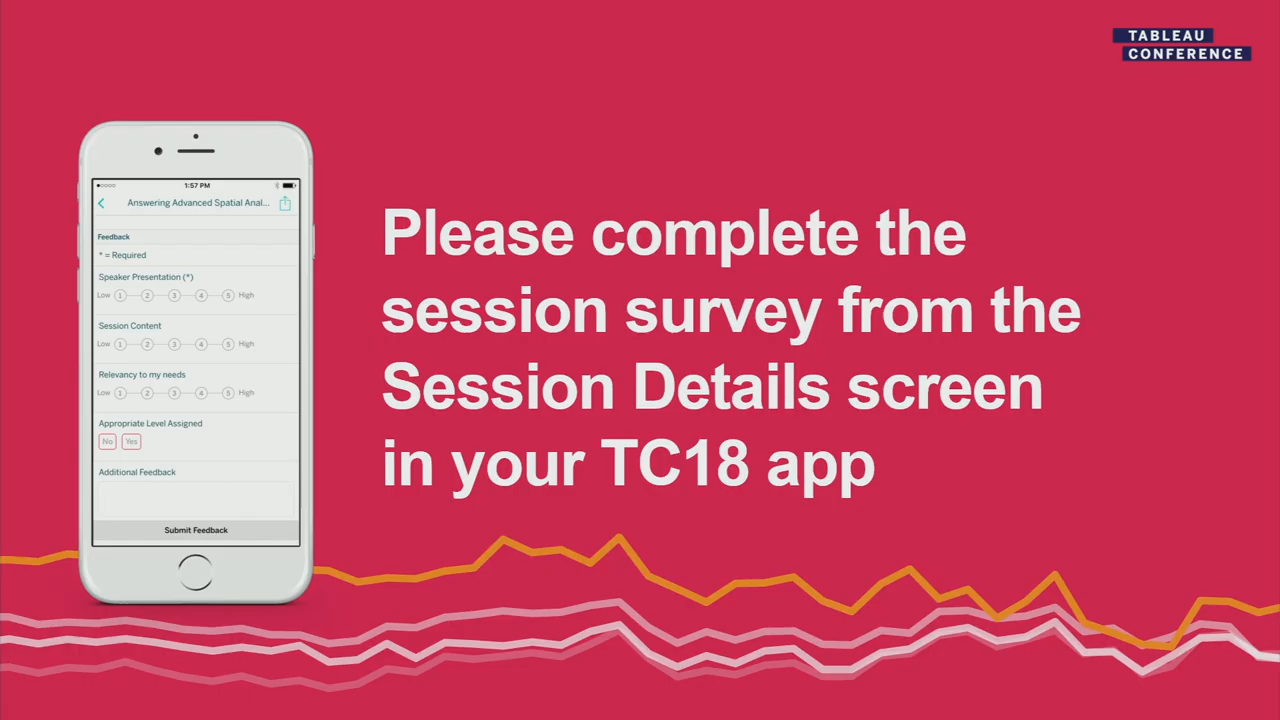 TABLEAU
CONFERENCE
1:57 PM
Answering Advanced Spatial Anal...
Feedback
* = Required
Speaker Presentation (*)
Low 1 2 3 4 5 High
Session Content
Low 1 2 3 4 5 High
Relevancy to my needs
Low 1 2 3 4 5 High
Appropriate Level Assigned
No Yes
Additional Feedback
Submit Feedback
Please complete the
session survey from the
Session Details screen
in your TC18 app